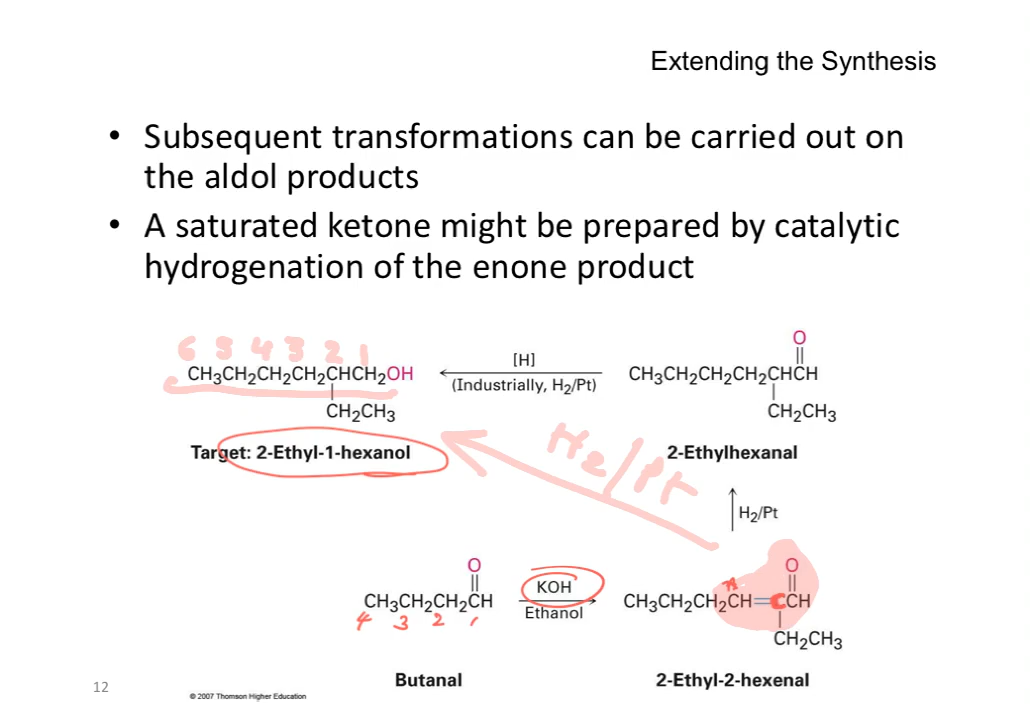 Extending the Synthesis
• Subsequent transformations can be carried out on
the aldol products
• A saturated ketone might be prepared by catalytic
hydrogenation of the enone product
6 5 4 3 2 1
CH₃CH₂CH₂CH₂CHCH₂OH
CH₂CH₃
[H]
(Industrially, H₂/Pt)
O
CH₃CH₂CH₂CH₂CHCH
CH₂CH₃
Target: 2-Ethyl-1-hexanol
2-Ethylhexanal
H2/Pt
H₂/Pt
O
CH₃CH₂CH₂CH
4 3 2 1
KOH
Ethanol
O
CH₃CH₂CH₂CH=CCH
CH₂CH₃
Butanal
2-Ethyl-2-hexenal
12
© 2007 Thomson Higher Education